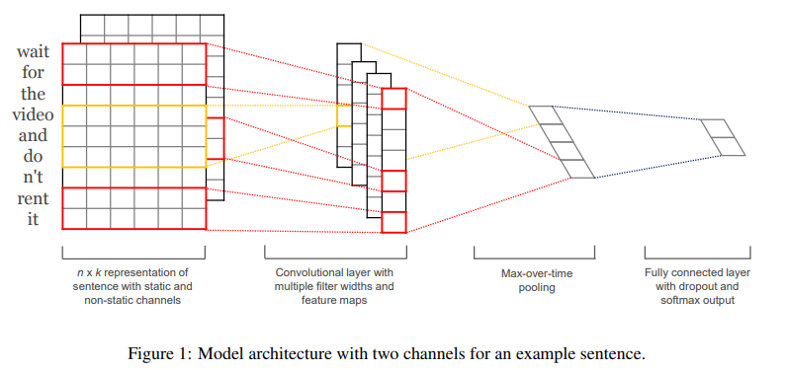 wait
for
the
video
and
do
n't
rent
it
n x k representation of
sentence with static and
non-static channels
Convolutional layer with
multiple filter widths and
feature maps
Max-over-time
pooling
Fully connected layer
with dropout and
softmax output
Figure 1: Model architecture with two channels for an example sentence.